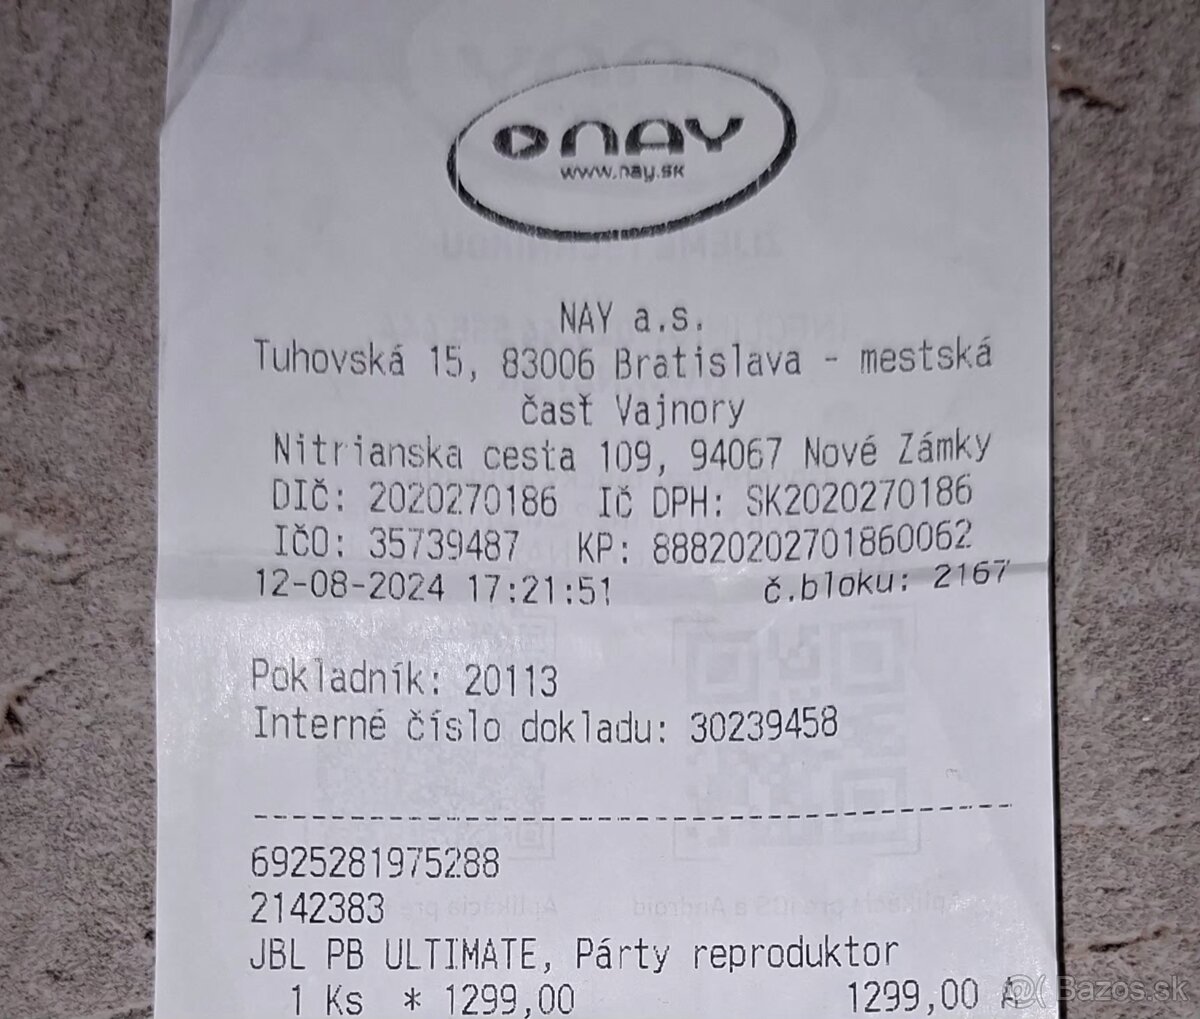 NAY
www.nay.sk
NAY a.s.
Tuhovská 15, 83006 Bratislava - mestská
časť Vajnory
Nitrianska cesta 109, 94067 Nové Zámky
DIČ: 2020270186 IČ DPH: SK2020270186
IČO: 35739487 KP: 88820202701860062
12-08-2024 17:21:51 č.bloku: 2167
Pokladník: 20113
Interné číslo dokladu: 30239458
6925281975288
2142383
JBL PB ULTIMATE, Párty reproduktor
1 Ks * 1299,00 1299,00 A
Bazos.sk